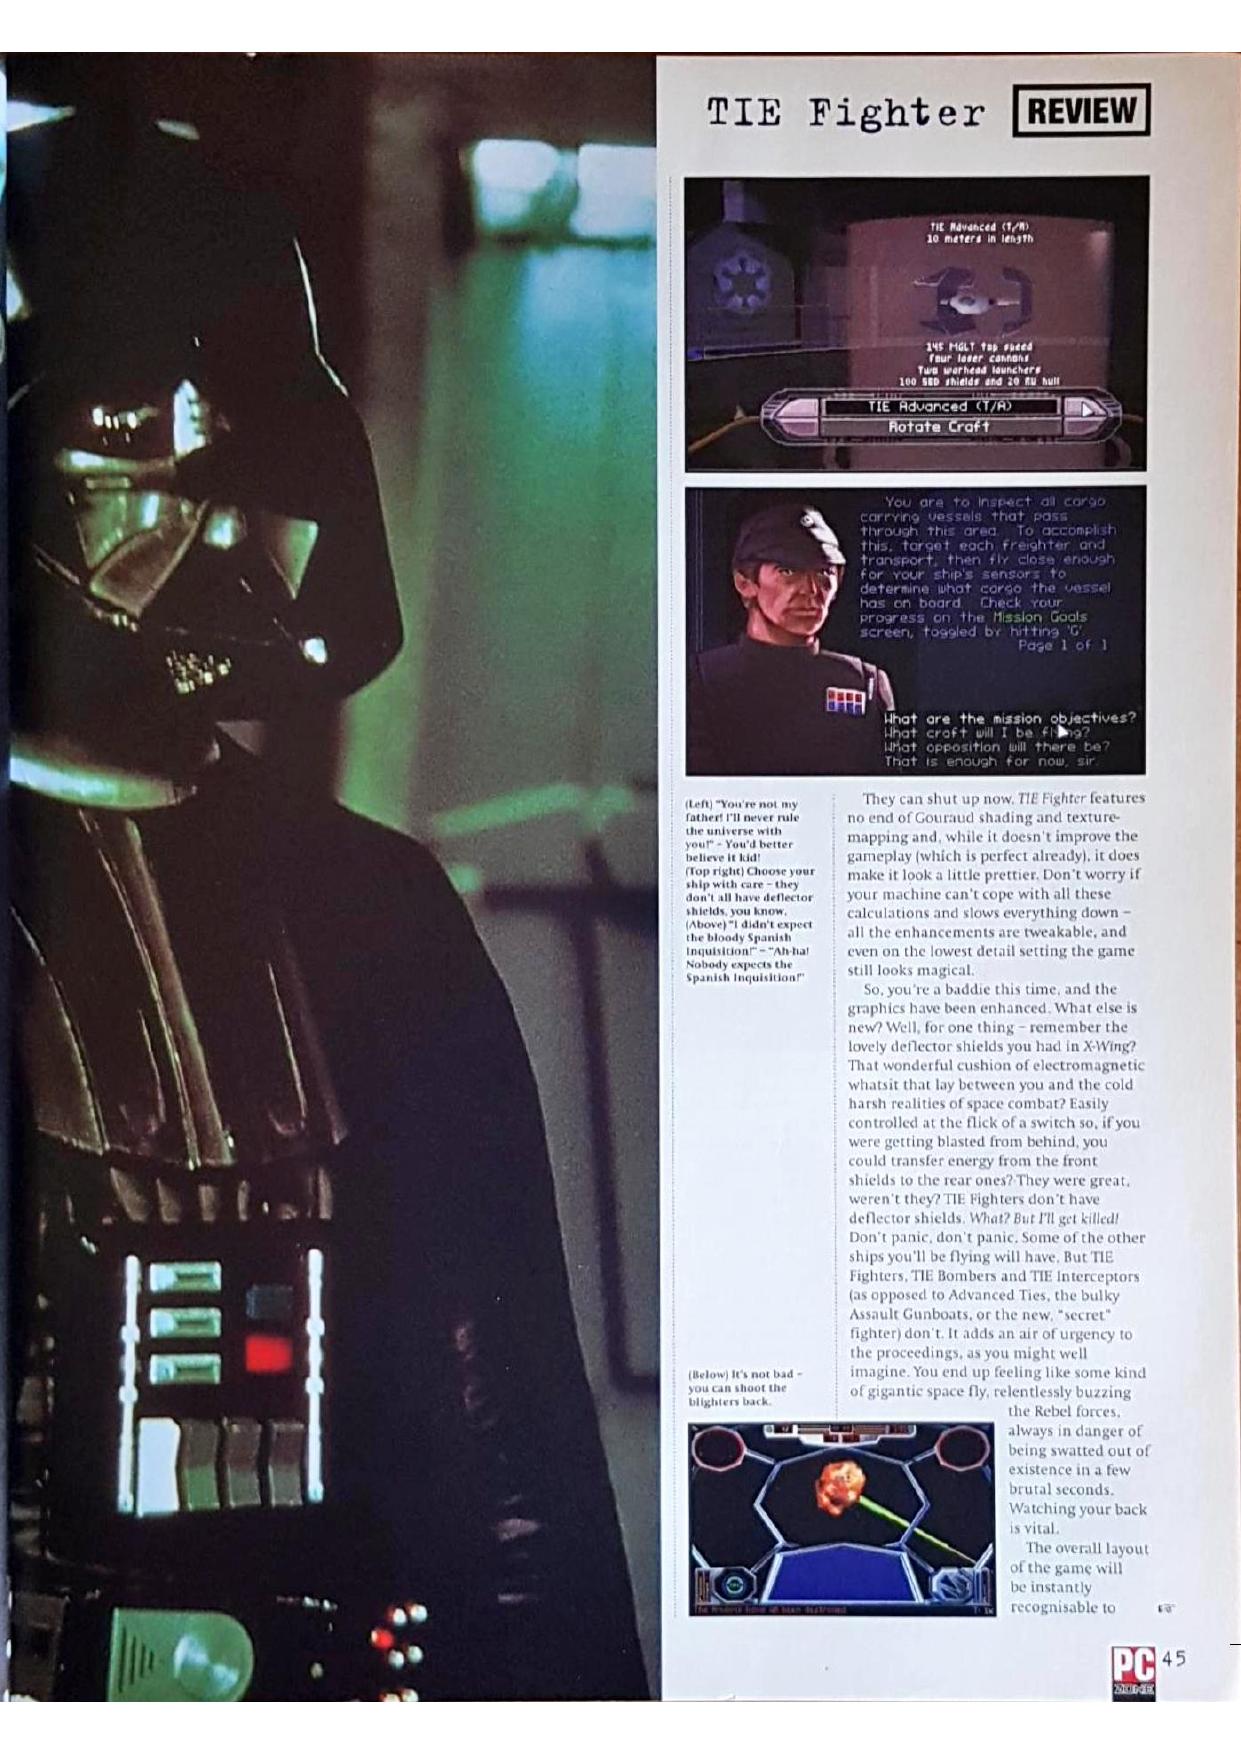 TIE Fighter REVIEW
TIE Advanced (T/A)
10 meters in length
145 MGLT top speed
Four laser cannons
Two warhead launchers
100 SBD shields and 20 RU hull
TIE Advanced (T/A)
Rotate Craft
You are to inspect all cargo
carrying vessels that pass
through this area. To accomplish
this, target each freighter and
transport, then fly close enough
for your ship's sensors to
determine what cargo the vessel
has on board. Check your
progress on the Mission Goals
screen, toggled by hitting 'G'.
Page 1 of 1
What are the mission objectives?
What craft will I be flying?
What opposition will there be?
That is enough for now, sir.
(Left) "You're not my
father! I'll never rule
the universe with
you!" – You'd better
believe it kid!
(Top right) Choose your
ship with care – they
don't all have deflector
shields, you know.
(Above) "I didn't expect
the bloody Spanish
Inquisition!" – "Ah-ha!
Nobody expects the
Spanish Inquisition!"
(Below) It's not bad –
you can shoot the
blighters back.
They can shut up now. TIE Fighter features
no end of Gouraud shading and texture-
mapping and, while it doesn't improve the
gameplay (which is perfect already), it does
make it look a little prettier. Don't worry if
your machine can't cope with all these
calculations and slows everything down –
all the enhancements are tweakable, and
even on the lowest detail setting the game
still looks magical.
So, you're a baddie this time, and the
graphics have been enhanced. What else is
new? Well, for one thing – remember the
lovely deflector shields you had in X-Wing?
That wonderful cushion of electromagnetic
whatsit that lay between you and the cold
harsh realities of space combat? Easily
controlled at the flick of a switch so, if you
were getting blasted from behind, you
could transfer energy from the front
shields to the rear ones? They were great,
weren't they? TIE Fighters don't have
deflector shields. What? But I'll get killed!
Don't panic, don't panic. Some of the other
ships you'll be flying will have. But TIE
Fighters, TIE Bombers and TIE Interceptors
(as opposed to Advanced Ties, the bulky
Assault Gunboats, or the new, "secret"
fighter) don't. It adds an air of urgency to
the proceedings, as you might well
imagine. You end up feeling like some kind
of gigantic space fly, relentlessly buzzing
the Rebel forces,
always in danger of
being swatted out of
existence in a few
brutal seconds.
Watching your back
is vital.
The overall layout
of the game will
be instantly
recognisable to
PC 45
ZONE